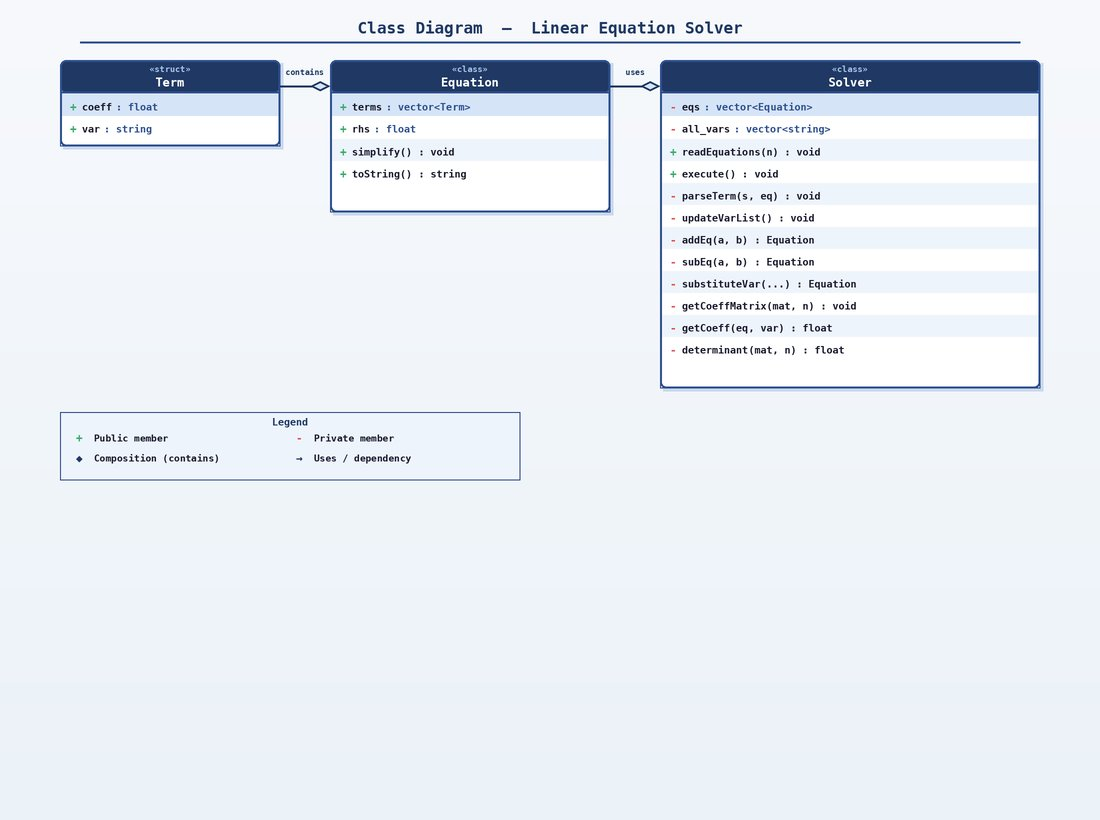 Class Diagram — Linear Equation Solver
«struct»
Term
+ coeff : float
+ var : string
contains
«class»
Equation
+ terms : vector<Term>
+ rhs : float
+ simplify() : void
+ toString() : string
uses
«class»
Solver
- eqs : vector<Equation>
- all_vars : vector<string>
+ readEquations(n) : void
+ execute() : void
- parseTerm(s, eq) : void
- updateVarList() : void
- addEq(a, b) : Equation
- subEq(a, b) : Equation
- substituteVar(...) : Equation
- getCoeffMatrix(mat, n) : void
- getCoeff(eq, var) : float
- determinant(mat, n) : float
Legend
+ Public member
- Private member
◆ Composition (contains)
→ Uses / dependency